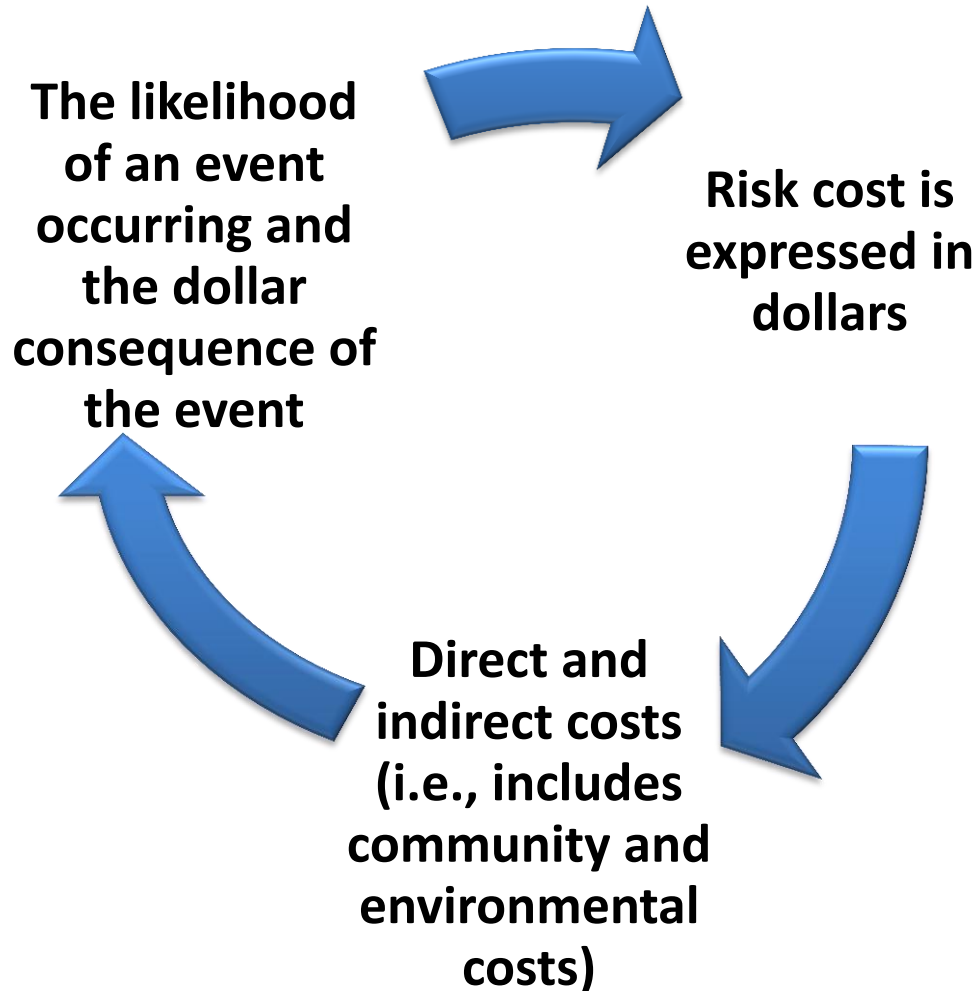 The likelihood
of an event
occurring and
the dollar
consequence of
the event
Risk cost is
expressed in
dollars
Direct and
indirect costs
(i.e., includes
community and
environmental
costs)